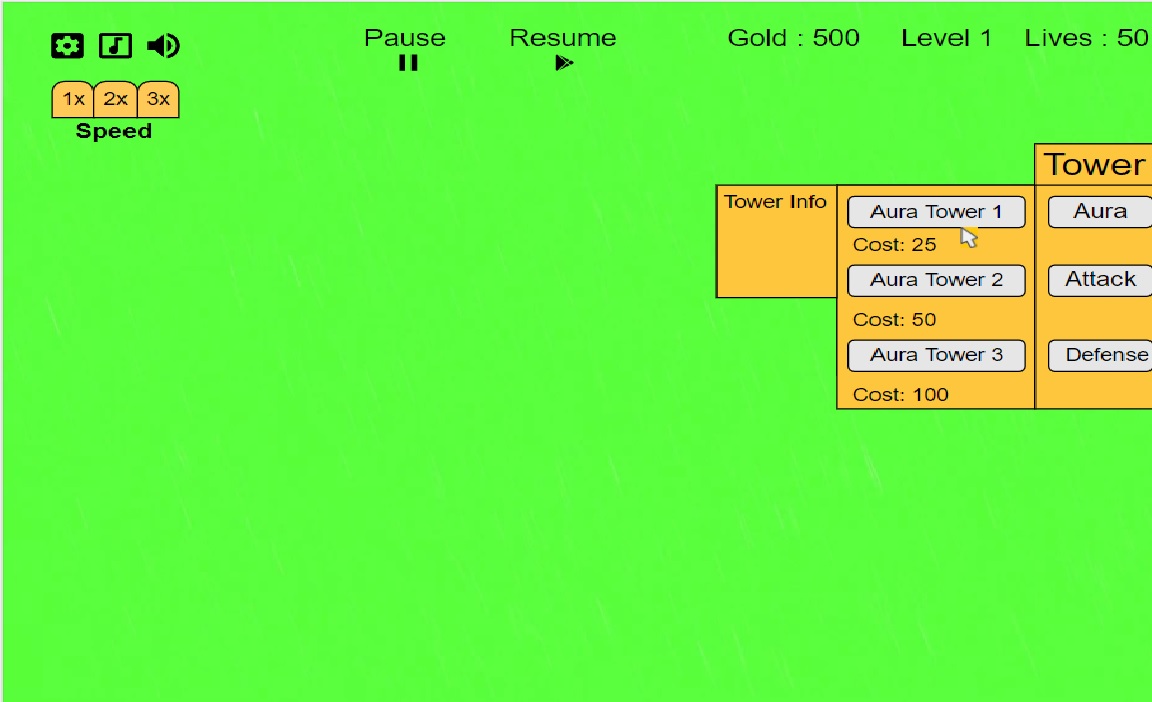 Pause
Resume
Gold : 500
Level 1
Lives : 50
1x 2x 3x
Speed
Tower
Tower Info
Aura Tower 1
Cost: 25
Aura Tower 2
Cost: 50
Aura Tower 3
Cost: 100
Aura
Attack
Defense